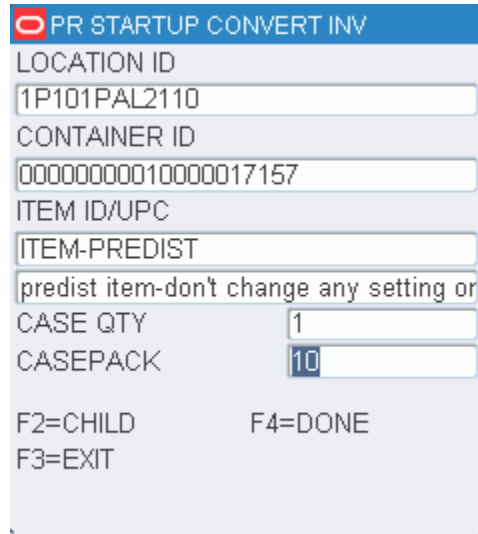 PR STARTUP CONVERT INV
LOCATION ID
1P101PAL2110
CONTAINER ID
00000000010000017157
ITEM ID/UPC
ITEM-PREDIST
predist item-don't change any setting or
CASE QTY 1
CASEPACK 10
F2=CHILD F4=DONE
F3=EXIT